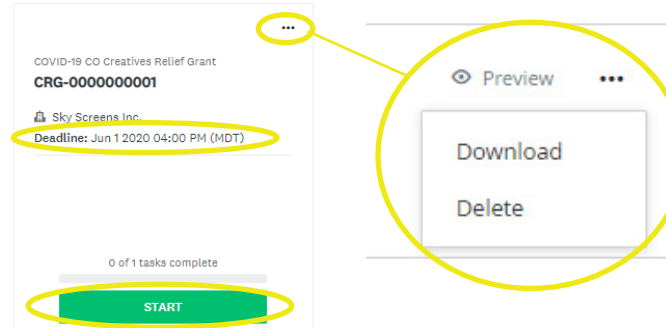 ...
COVID-19 CO Creatives Relief Grant
CRG-0000000001
Sky Screens Inc.
Deadline: Jun 1 2020 04:00 PM (MDT)
0 of 1 tasks complete
START
Preview ...
Download
Delete